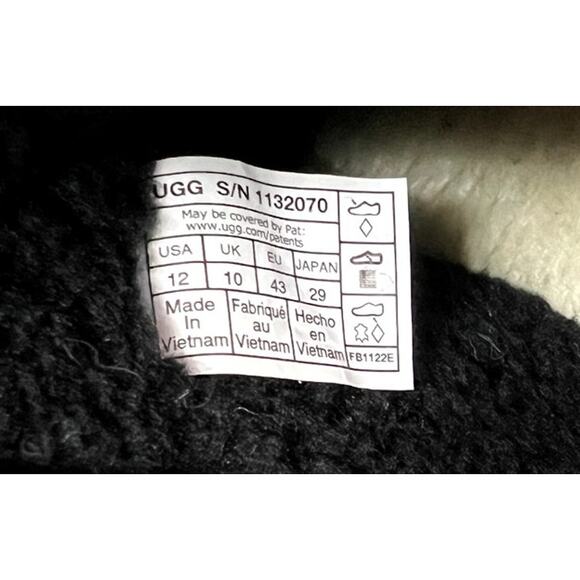 UGG S/N 1132070
May be covered by Pat:
www.ugg.com/patents
USA UK EU JAPAN
12 10 43 29
Made Fabriqué Hecho
In au en
Vietnam Vietnam Vietnam
FB1122E